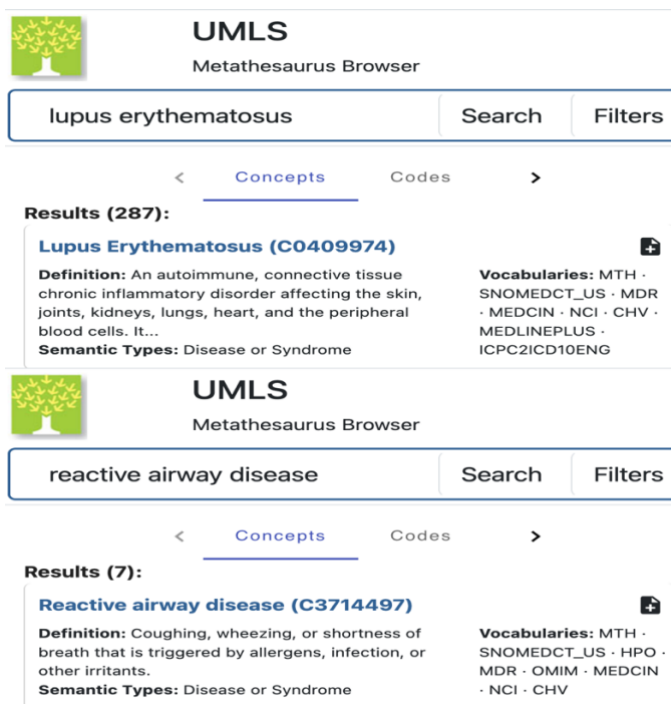 UMLS
Metathesaurus Browser
lupus erythematosus Search Filters
< Concepts Codes >
Results (287):
Lupus Erythematosus (C0409974)
Definition: An autoimmune, connective tissue
chronic inflammatory disorder affecting the skin,
joints, kidneys, lungs, heart, and the peripheral
blood cells. It...
Semantic Types: Disease or Syndrome
Vocabularies: MTH ·
SNOMEDCT_US · MDR
· MEDCIN · NCI · CHV ·
MEDLINEPLUS ·
ICPC2ICD10ENG
UMLS
Metathesaurus Browser
reactive airway disease Search Filters
< Concepts Codes >
Results (7):
Reactive airway disease (C3714497)
Definition: Coughing, wheezing, or shortness of
breath that is triggered by allergens, infection, or
other irritants.
Semantic Types: Disease or Syndrome
Vocabularies: MTH ·
SNOMEDCT_US · HPO ·
MDR · OMIM · MEDCIN
· NCI · CHV